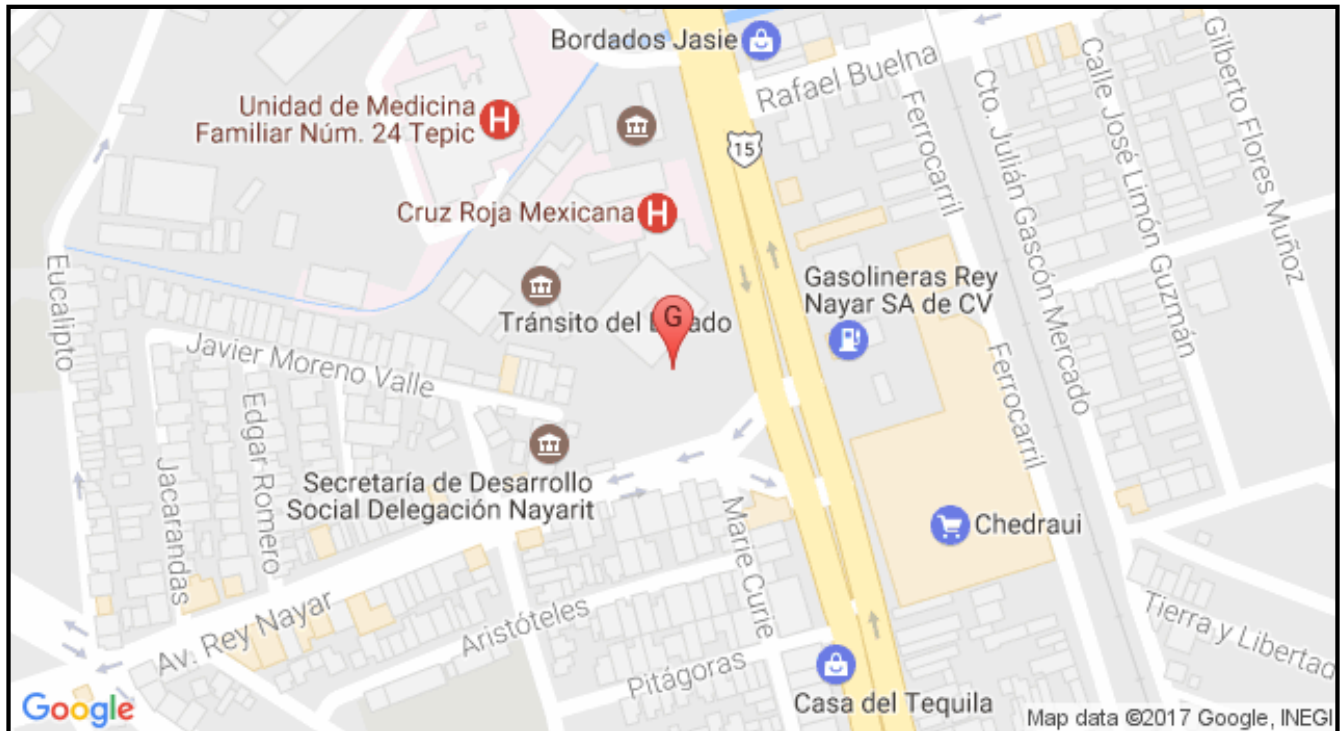 Bordados Jasie
Rafael Buelna
Unidad de Medicina
Familiar Núm. 24 Tepic
H
15
Ferrocarril
Cto. Julián Gascón Mercado
Calle José Limón Guzmán
Gilberto Flores Muñoz
Cruz Roja Mexicana
H
Eucalipto
Gasolineras Rey
Nayar SA de CV
G
Tránsito del
Javier Moreno Valle
Ferrocarril
Edgar Romero
Jacarandas
Secretaría de Desarrollo
Social Delegación Nayarit
Marie Curie
Chedraui
Av. Rey Nayar
Aristóteles
Pitágoras
Tierra y Libertad
Casa del Tequila
Google
Map data ©2017 Google, INEGI